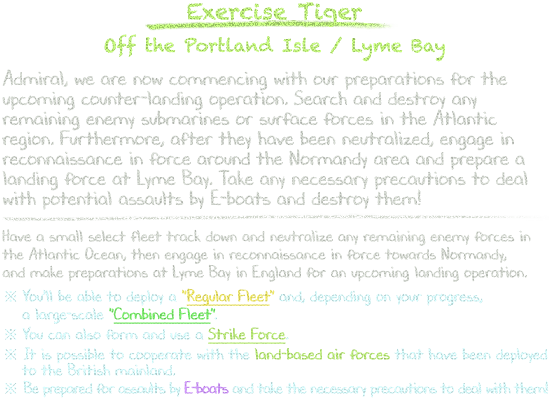 Exercise Tiger
Off the Portland Isle / Lyme Bay
Admiral, we are now commencing with our preparations for the
upcoming counter-landing operation. Search and destroy any
remaining enemy submarines or surface forces in the Atlantic
region. Furthermore, after they have been neutralized, engage in
reconnaissance in force around the Normandy area and prepare a
landing force at Lyme Bay. Take any necessary precautions to deal
with potential assaults by E-boats and destroy them!
Have a small select fleet track down and neutralize any remaining enemy forces in
the Atlantic Ocean, then engage in reconnaissance in force towards Normandy,
and make preparations at Lyme Bay in England for an upcoming landing operation.
※ You'll be able to deploy a "Regular Fleet" and, depending on your progress,
a large-scale "Combined Fleet".
※ You can also form and use a Strike Force.
※ It is possible to cooperate with the land-based air forces that have been deployed
to the British mainland.
※ Be prepared for assaults by E-boats and take the necessary precautions to deal with them!